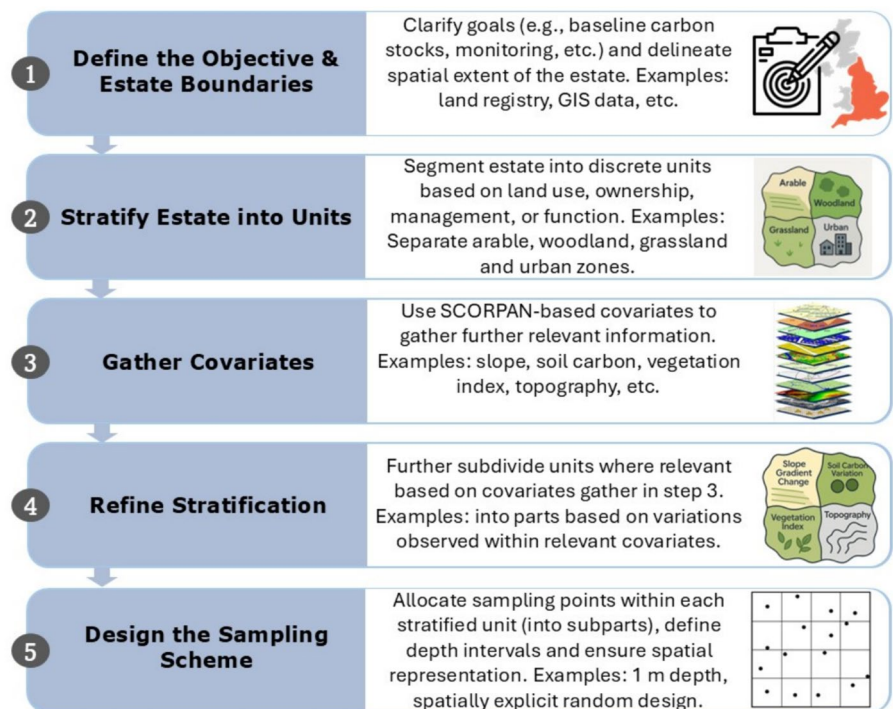 1
Define the Objective &
Estate Boundaries
Clarify goals (e.g., baseline carbon
stocks, monitoring, etc.) and delineate
spatial extent of the estate. Examples:
land registry, GIS data, etc.
2
Stratify Estate into Units
Segment estate into discrete units
based on land use, ownership,
management, or function. Examples:
Separate arable, woodland, grassland
and urban zones.
Arable
Woodland
Grassland
Urban
3
Gather Covariates
Use SCORPAN-based covariates to
gather further relevant information.
Examples: slope, soil carbon, vegetation
index, topography, etc.
4
Refine Stratification
Further subdivide units where relevant
based on covariates gather in step 3.
Examples: into parts based on variations
observed within relevant covariates.
Slope
Gradient
Change
Soil Carbon
Variation
Vegetation
Index
Topography
5
Design the Sampling
Scheme
Allocate sampling points within each
stratified unit (into subparts), define
depth intervals and ensure spatial
representation. Examples: 1 m depth,
spatially explicit random design.